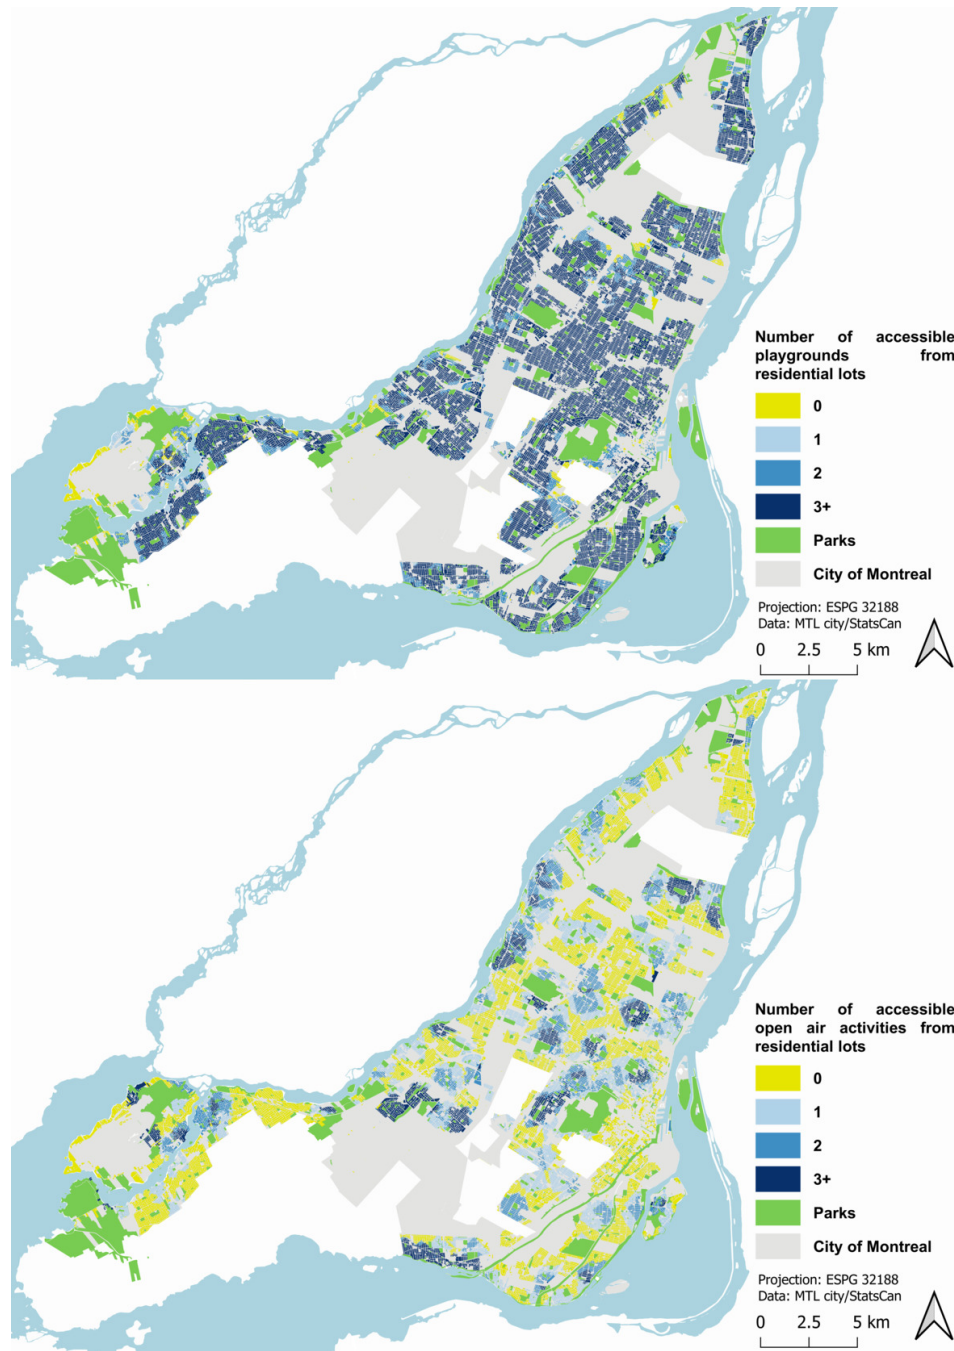 Number of accessible
playgrounds from
residential lots
0
1
2
3+
Parks
City of Montreal
Projection: ESPG 32188
Data: MTL city/StatsCan
0 2.5 5 km
Number of accessible
open air activities from
residential lots
0
1
2
3+
Parks
City of Montreal
Projection: ESPG 32188
Data: MTL city/StatsCan
0 2.5 5 km